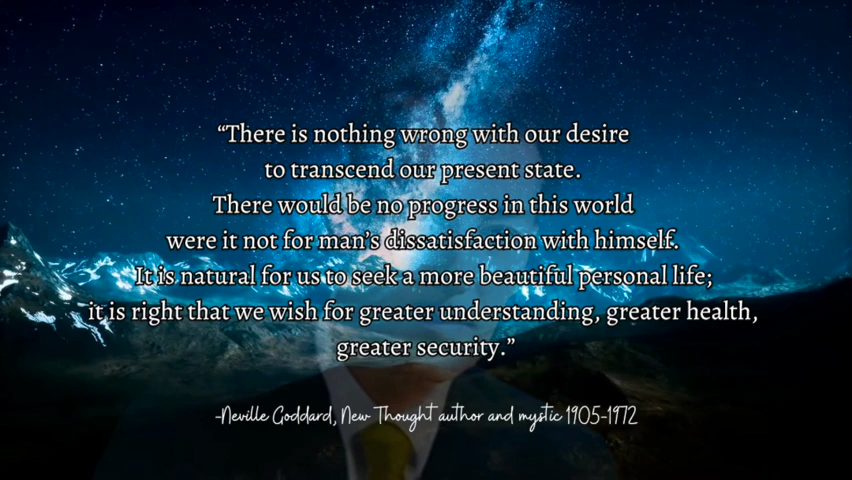 “There is nothing wrong with our desire
to transcend our present state.
There would be no progress in this world
were it not for man’s dissatisfaction with himself.
It is natural for us to seek a more beautiful personal life;
it is right that we wish for greater understanding, greater health,
greater security.”
-Neville Goddard, New Thought author and mystic 1905-1972